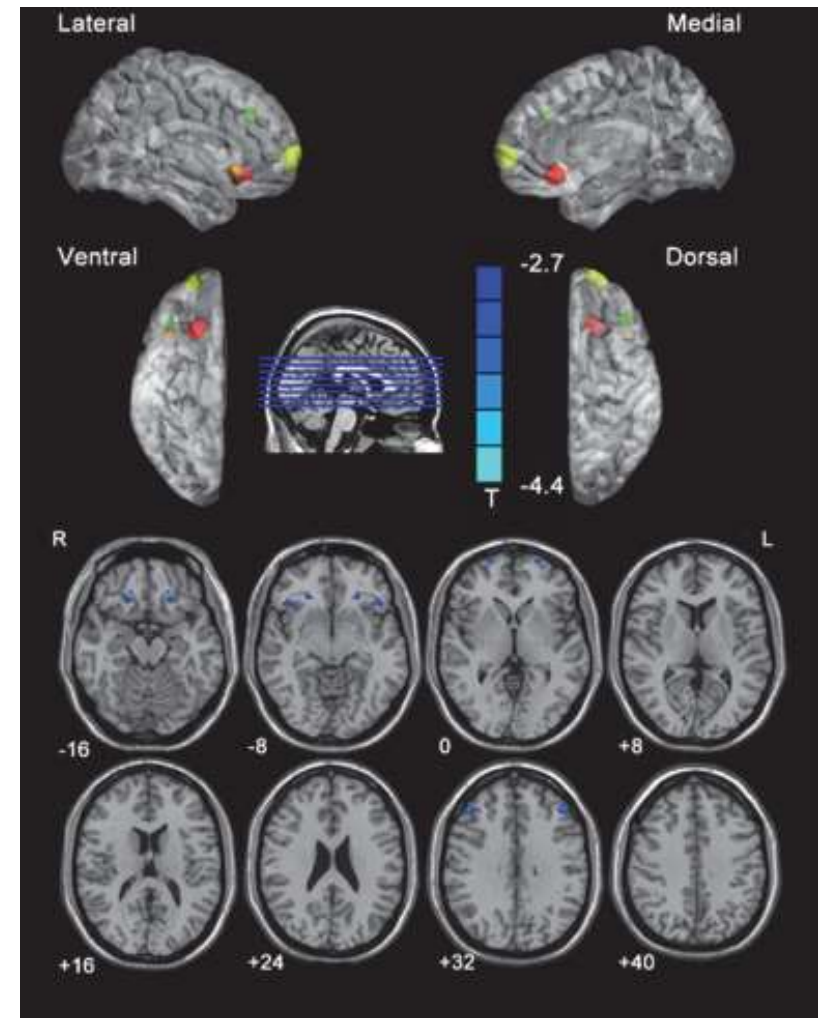 Lateral
Medial
Ventral
Dorsal
-2.7
-4.4
T
R
L
-16
-8
0
+8
+16
+24
+32
+40